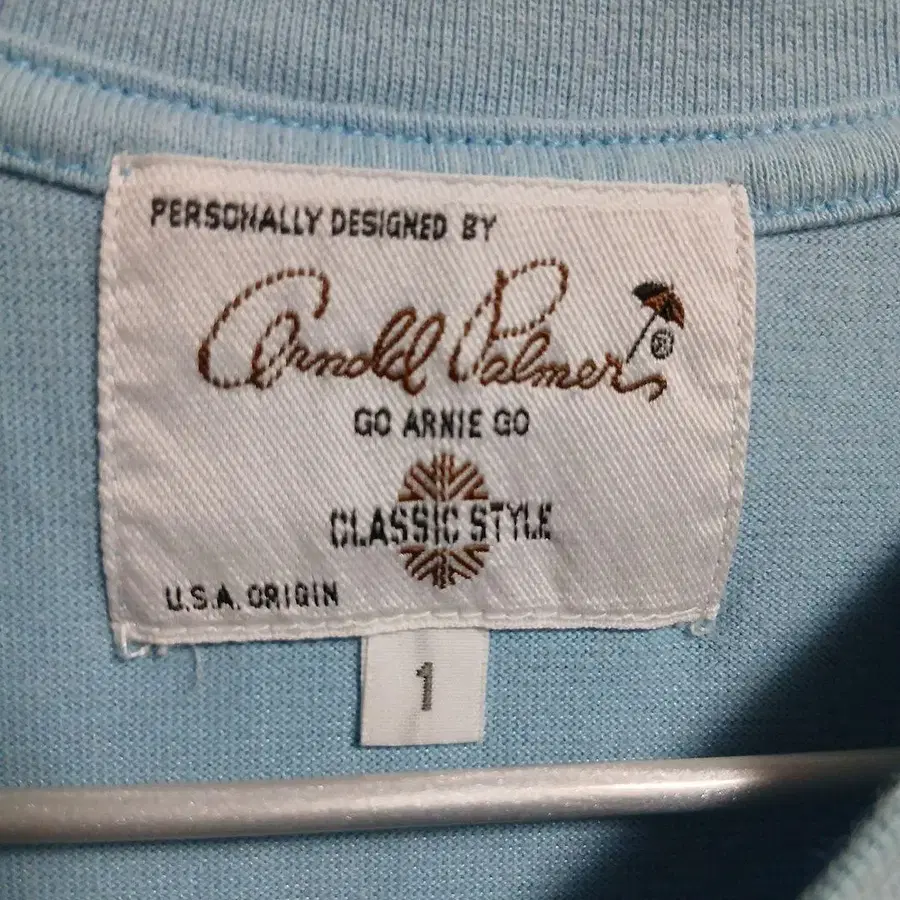 PERSONALLY DESIGNED BY
Arnold Palmer
GO ARNIE GO
CLASSIC STYLE
U.S.A. ORIGIN
1